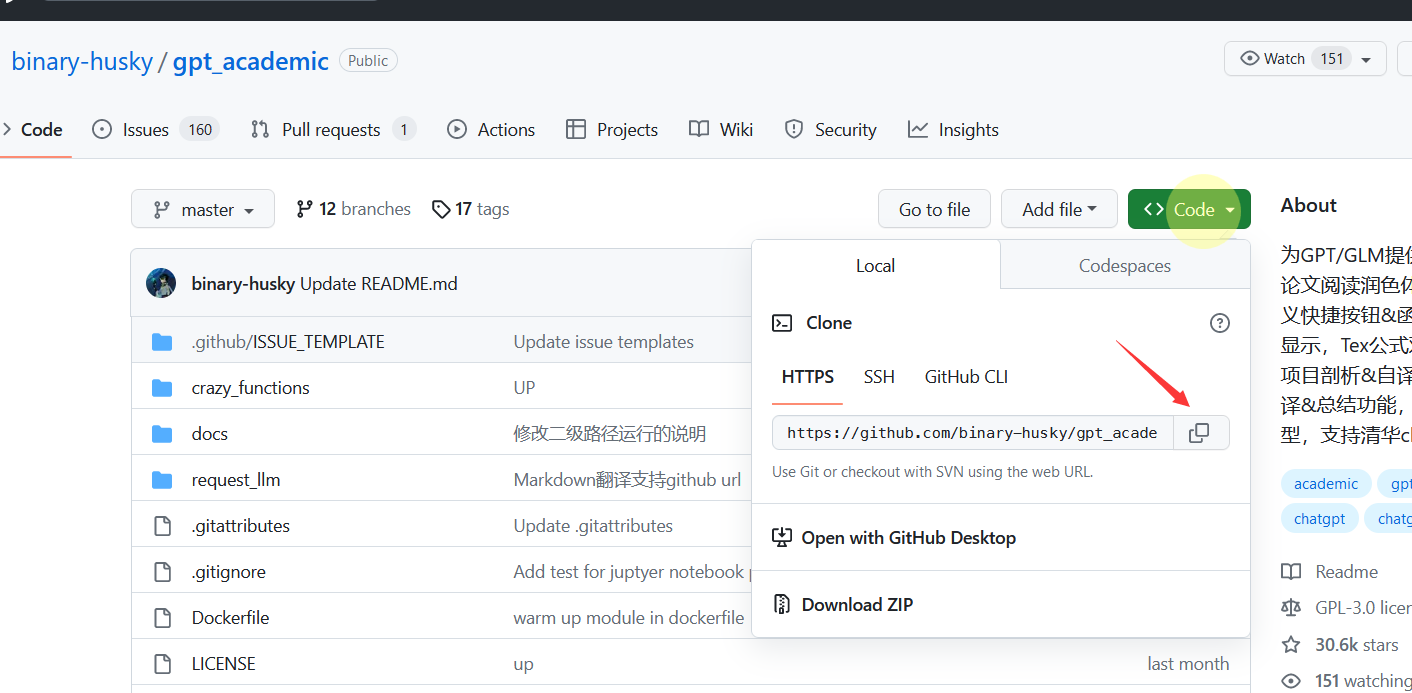 binary-husky / gpt_academic Public
Watch 151
Code Issues 160 Pull requests 1 Actions Projects Wiki Security Insights
master 12 branches 17 tags
Go to file Add file Code
binary-husky Update README.md
.github/ISSUE_TEMPLATE Update issue templates
crazy_functions UP
docs 修改二级路径运行的说明
request_llm Markdown翻译支持github url
.gitattributes Update .gitattributes
.gitignore Add test for juptyer notebook
Dockerfile warm up module in dockerfile
LICENSE up last month
Local Codespaces
Clone
HTTPS SSH GitHub CLI
https://github.com/binary-husky/gpt_acade
Use Git or checkout with SVN using the web URL.
Open with GitHub Desktop
Download ZIP
About
为GPT/GLM提
论文阅读润色
义快捷按钮&
显示，Tex公式
项目剖析&自
译&总结功能，
型，支持清华c
academic gpt
chatgpt chatg
Readme
GPL-3.0 licen
30.6k stars
151 watching